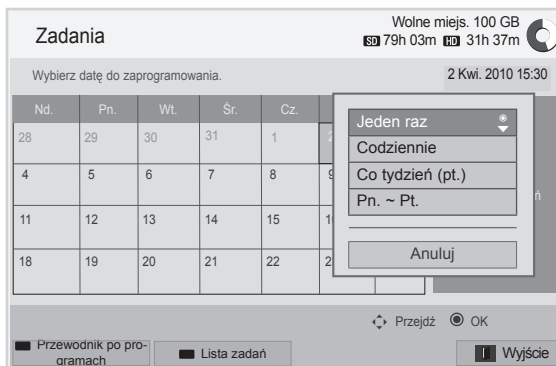 Zadania
Wolne miejs. 100 GB
SD 79h 03m HD 31h 37m
Wybierz datę do zaprogramowania.
2 Kwi. 2010 15:30
Nd. Pn. Wt. Śr. Cz.
28 29 30 31 1
4 5 6 7 8
11 12 13 14 15
18 19 20 21 22
Jeden raz
Codziennie
Co tydzień (pt.)
Pn. ~ Pt.
Anuluj
Przejdź OK
Przewodnik po pro-
gramach
Lista zadań
Wyjście